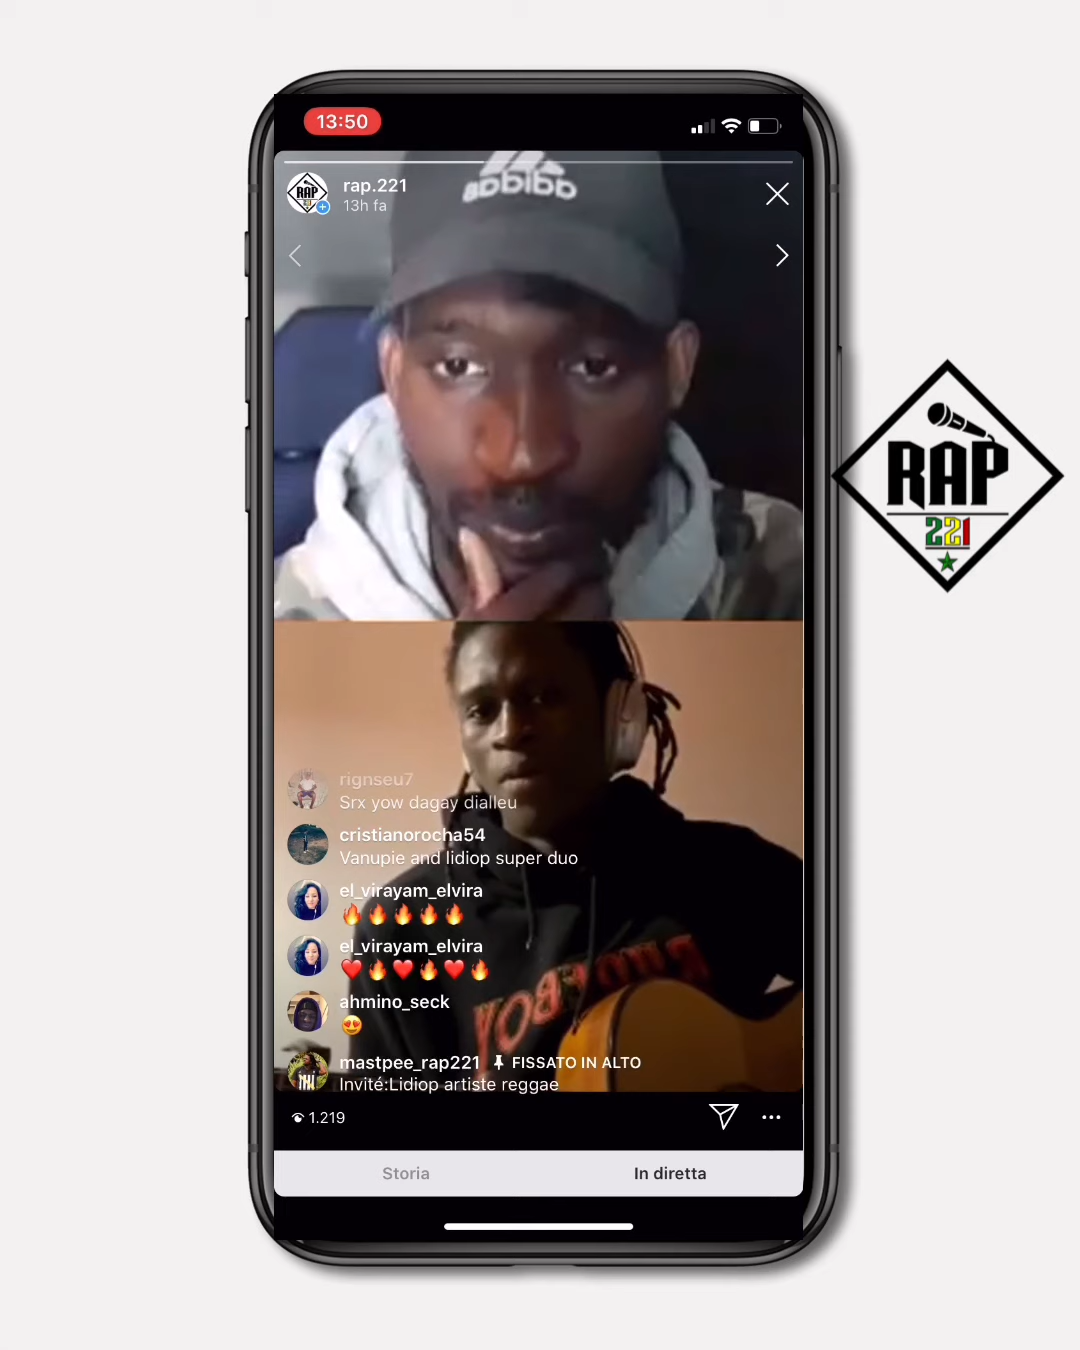 13:50
RAP
rap.221
13h fa
adidas
RAP
221
rignseu7
Srx yow dagay dialleu
cristianorocha54
Vanupie and lidiop super duo
el_virayam_elvira
el_virayam_elvira
ahmino_seck
mastpee_rap221 FISSATO IN ALTO
Invité:Lidiop artiste reggae
1.219
Storia
In diretta